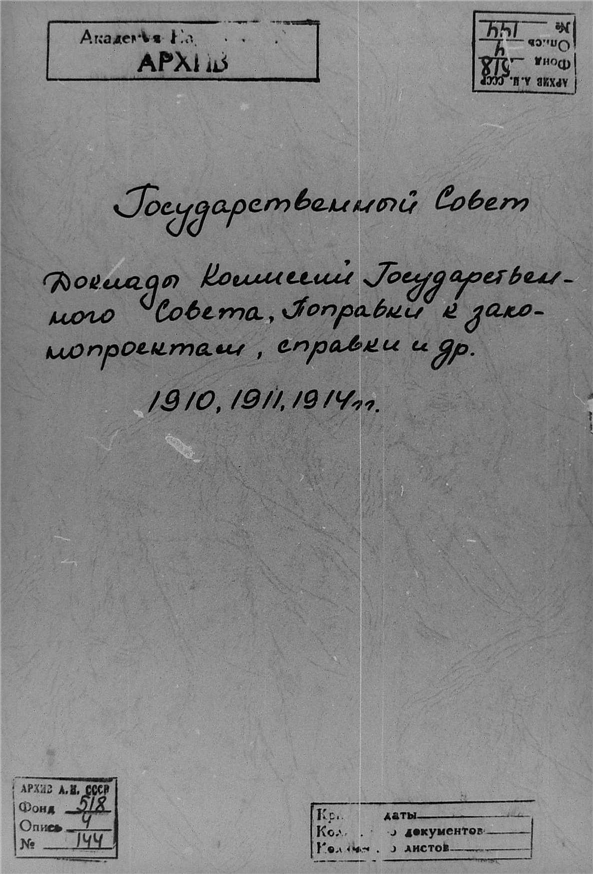 Академия На
АРХИВ
№ 144
Опись 4
Фонд 518
АРХИВ А.Н. СССР
Государственный Совет
Доклады Комиссий Государствен-
ного Совета, Поправки к зако-
нопроектам, справки и др.
1910, 1911, 1914 гг.
АРХИВ А.Н. СССР
Фонд 518
Опись 4
№ 144
даты
документов
листов